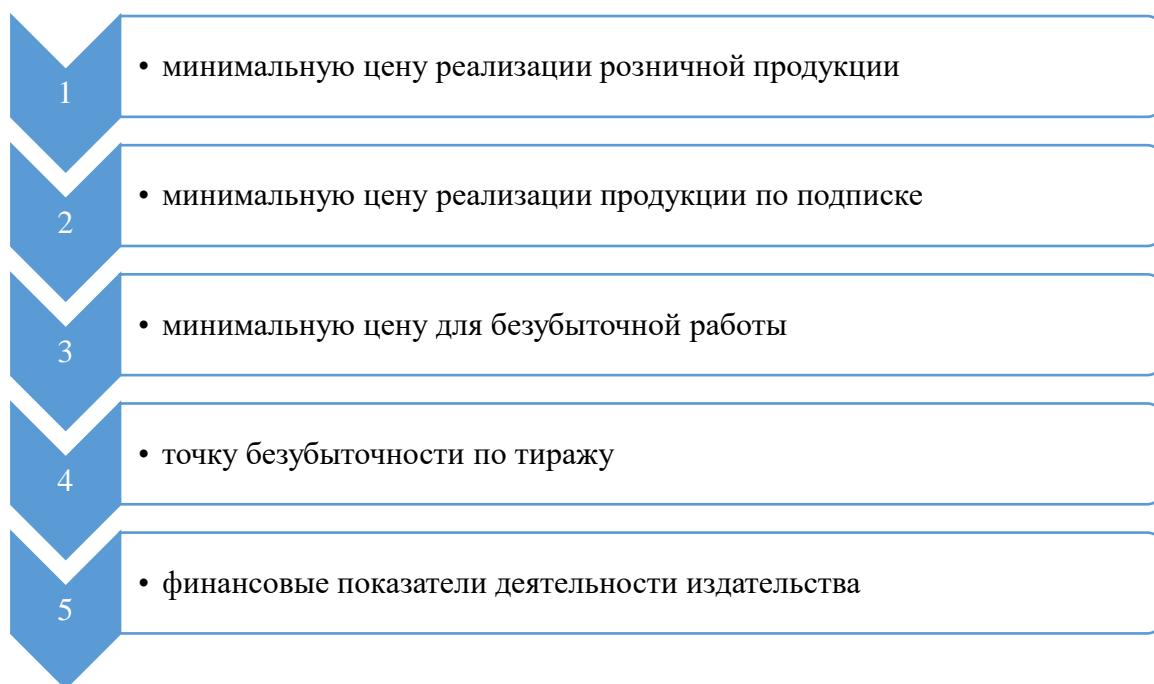 1
• минимальную цену реализации розничной продукции
2
• минимальную цену реализации продукции по подписке
3
• минимальную цену для безубыточной работы
4
• точку безубыточности по тиражу
5
• финансовые показатели деятельности издательства